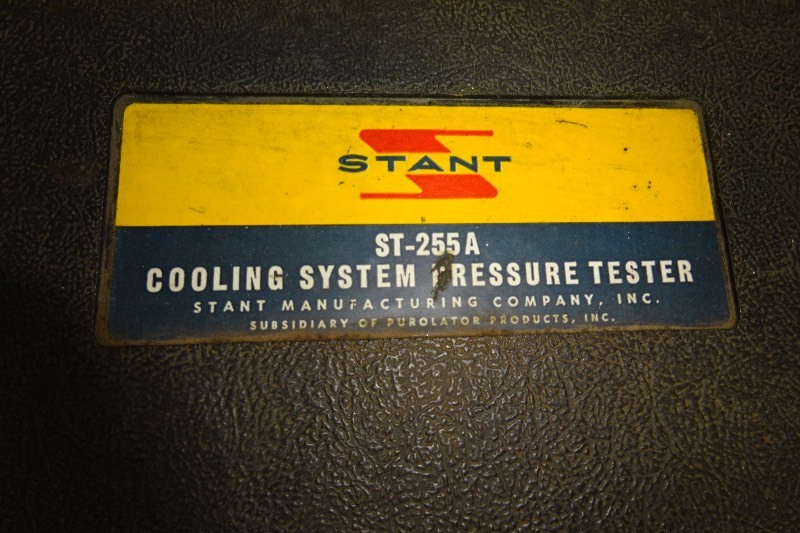 STANT
ST-255A
COOLING SYSTEM PRESSURE TESTER
STANT MANUFACTURING COMPANY, INC.
SUBSIDIARY OF PUROLATOR PRODUCTS, INC.